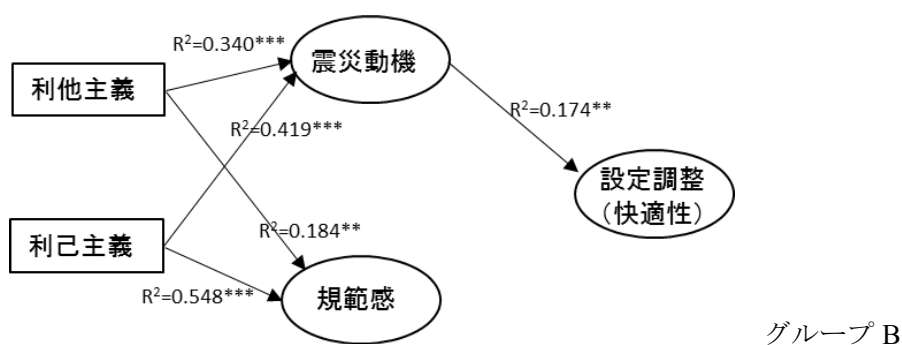 R²=0.340***
震災動機
利他主義
R²=0.174**
R²=0.419***
設定調整
（快適性）
利己主義
R²=0.184**
R²=0.548***
規範感
グループ B